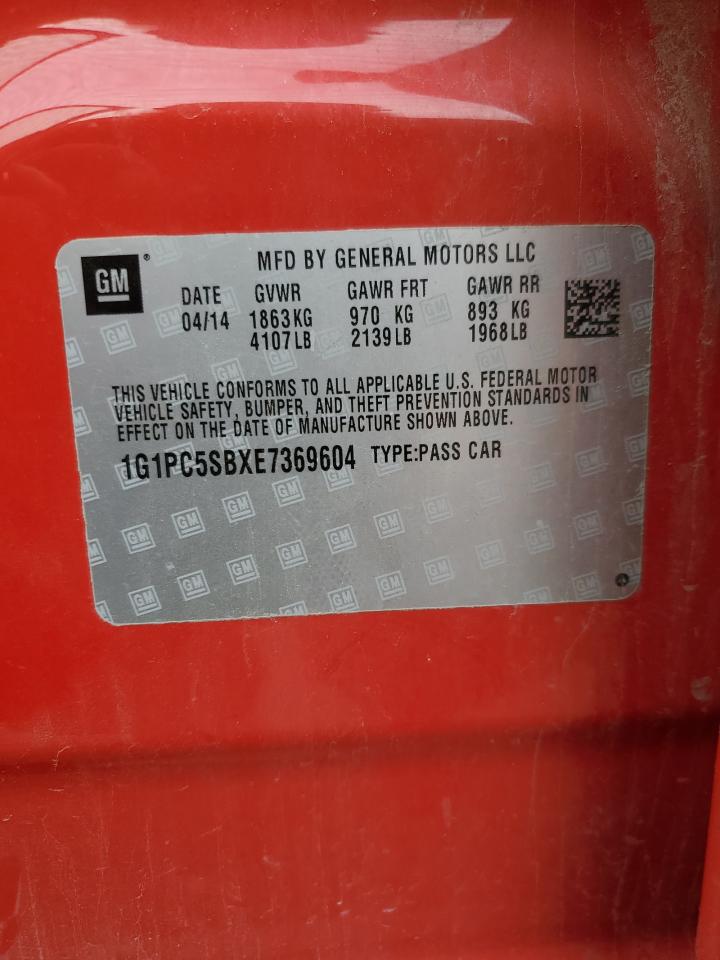 GM ® MFD BY GENERAL MOTORS LLC
DATE GVWR GAWR FRT GAWR RR
04/14 1863KG 970 KG 893 KG
4107LB 2139LB 1968LB
THIS VEHICLE CONFORMS TO ALL APPLICABLE U.S. FEDERAL MOTOR
VEHICLE SAFETY, BUMPER, AND THEFT PREVENTION STANDARDS IN
EFFECT ON THE DATE OF MANUFACTURE SHOWN ABOVE.
1G1PC5SBXE7369604 TYPE:PASS CAR